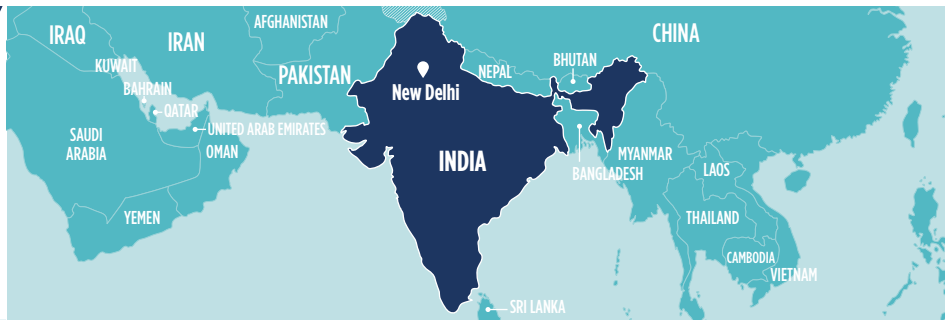 AFGHANISTAN
IRAQ
IRAN
CHINA
KUWAIT
PAKISTAN
NEPAL
BHUTAN
BAHRAIN
New Delhi
QATAR
UNITED ARAB EMIRATES
SAUDI
ARABIA
OMAN
INDIA
MYANMAR
BANGLADESH
LAOS
YEMEN
THAILAND
CAMBODIA
VIETNAM
SRI LANKA